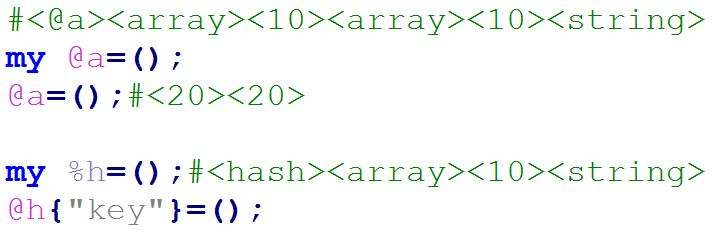 #<@a><array><10><array><10><string>
my @a=();
@a=();#<20><20>
my %h=();#<hash><array><10><string>
@h{"key"}=();